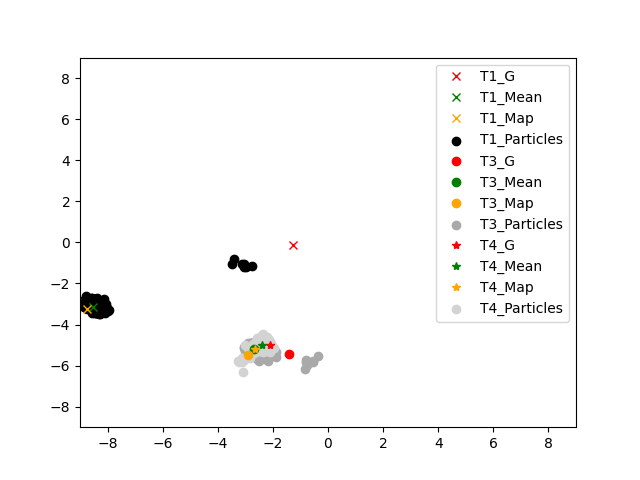 8
6
4
2
0
−2
−4
−6
−8
−8 −6 −4 −2 0 2 4 6 8
T1_G
T1_Mean
T1_Map
T1_Particles
T3_G
T3_Mean
T3_Map
T3_Particles
T4_G
T4_Mean
T4_Map
T4_Particles